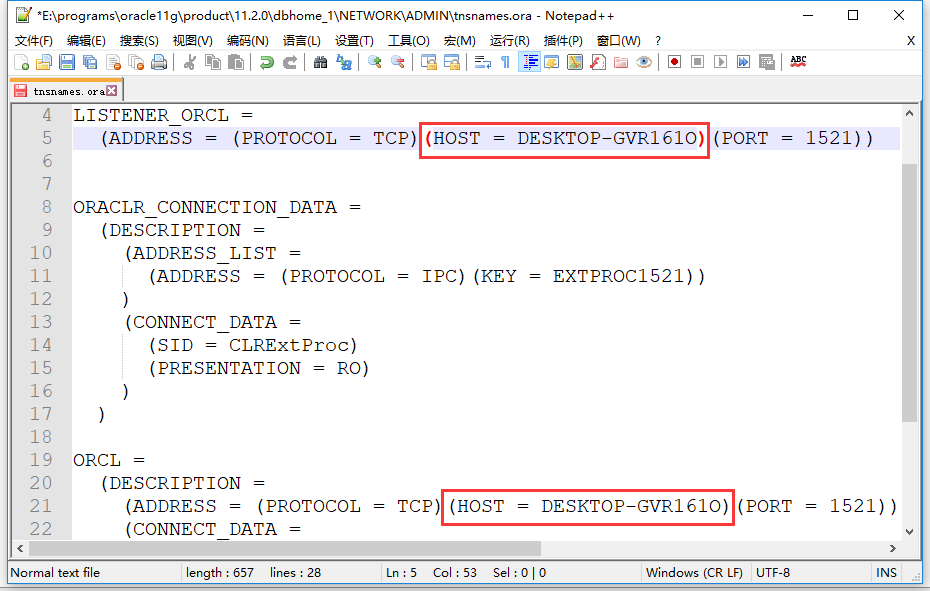 *E:\programs\oracle11g\product\11.2.0\dbhome_1\NETWORK\ADMIN\tnsnames.ora - Notepad++
文件(F) 编辑(E) 搜索(S) 视图(V) 编码(N) 语言(L) 设置(T) 工具(O) 宏(M) 运行(R) 插件(P) 窗口(W) ? X
ABC
tnsnames.ora
4 LISTENER_ORCL =
5 (ADDRESS = (PROTOCOL = TCP)(HOST = DESKTOP-GVR161O)(PORT = 1521))
6
7
8 ORACLR_CONNECTION_DATA =
9 (DESCRIPTION =
10 (ADDRESS_LIST =
11 (ADDRESS = (PROTOCOL = IPC)(KEY = EXTPROC1521))
12 )
13 (CONNECT_DATA =
14 (SID = CLRExtProc)
15 (PRESENTATION = RO)
16 )
17 )
18
19 ORCL =
20 (DESCRIPTION =
21 (ADDRESS = (PROTOCOL = TCP)(HOST = DESKTOP-GVR161O)(PORT = 1521))
22 (CONNECT_DATA =
Normal text file length : 657 lines : 28 Ln : 5 Col : 53 Sel : 0 | 0 Windows (CR LF) UTF-8 INS